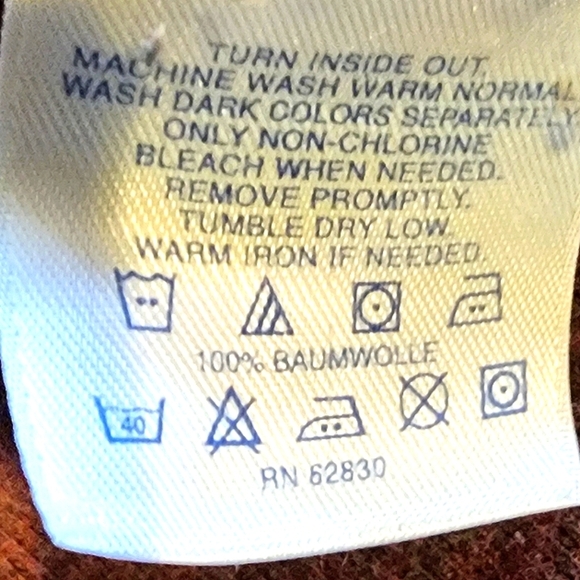 TURN INSIDE OUT.
MACHINE WASH WARM NORMAL
WASH DARK COLORS SEPARATELY
ONLY NON-CHLORINE
BLEACH WHEN NEEDED.
REMOVE PROMPTLY.
TUMBLE DRY LOW.
WARM IRON IF NEEDED.
100% BAUMWOLLE
40
RN 62830